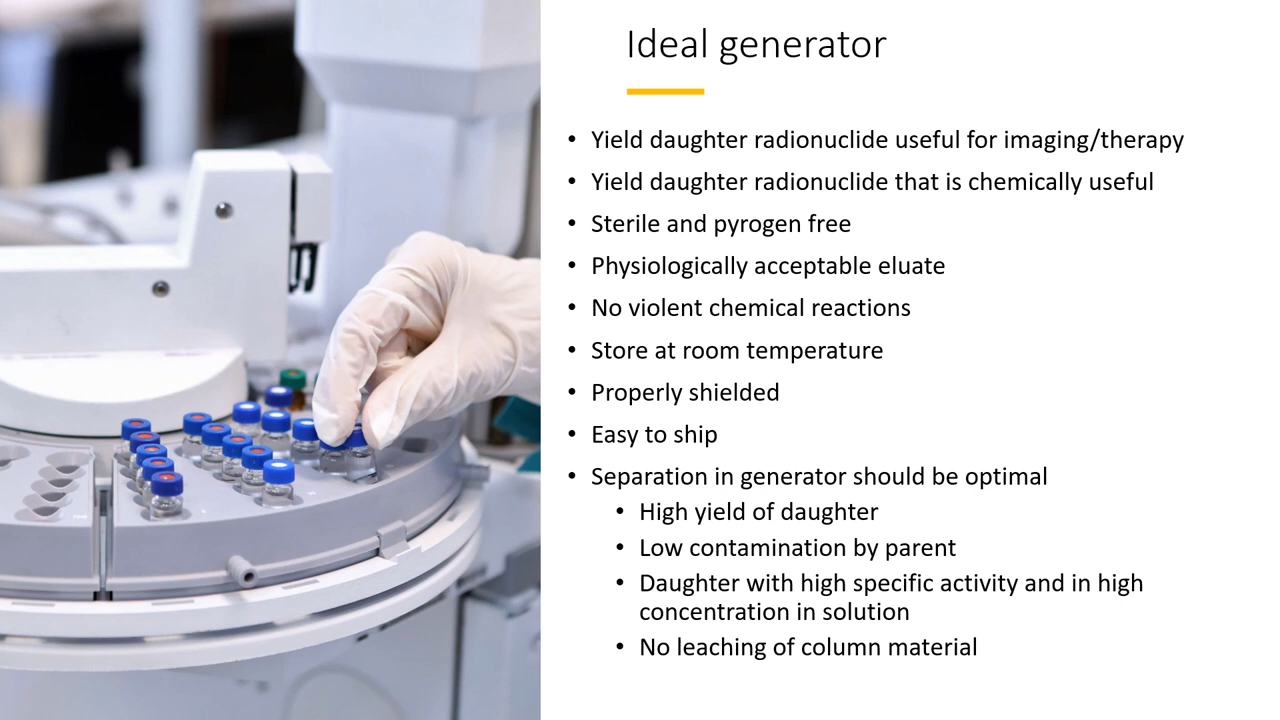 Ideal generator
• Yield daughter radionuclide useful for imaging/therapy
• Yield daughter radionuclide that is chemically useful
• Sterile and pyrogen free
• Physiologically acceptable eluate
• No violent chemical reactions
• Store at room temperature
• Properly shielded
• Easy to ship
• Separation in generator should be optimal
• High yield of daughter
• Low contamination by parent
• Daughter with high specific activity and in high
concentration in solution
• No leaching of column material